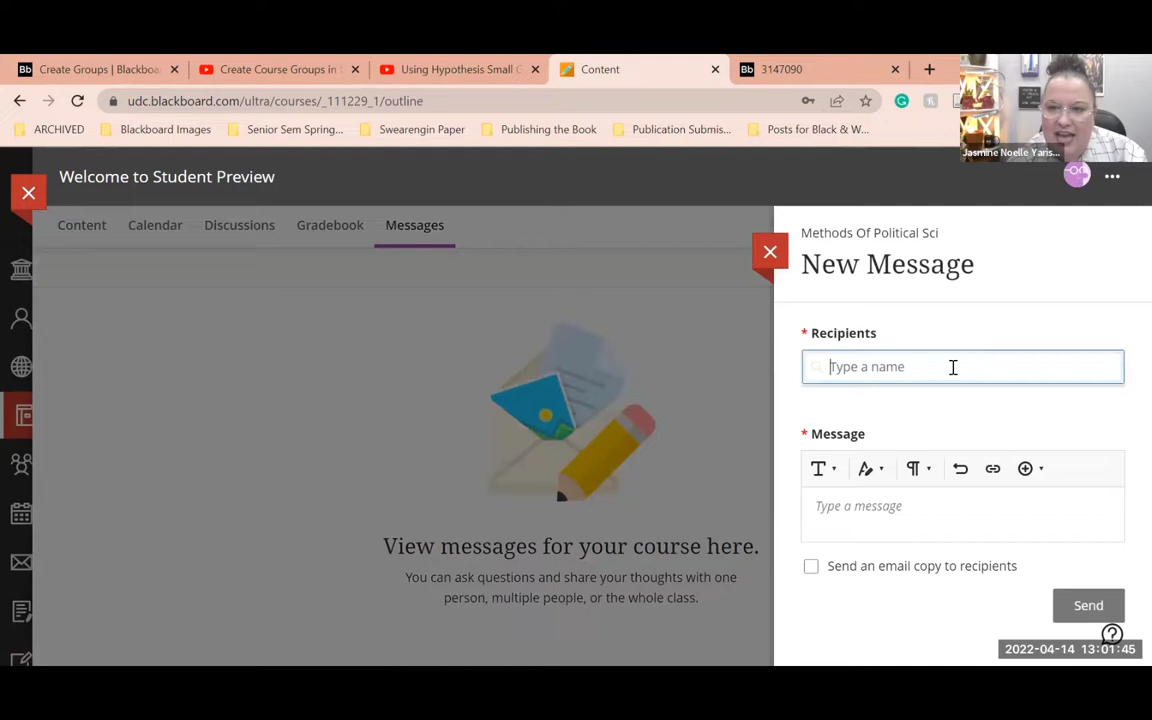 Create Groups | Blackboa
Create Course Groups in
Using Hypothesis Small G
Content
3147090
udc.blackboard.com/ultra/courses/_111229_1/outline
ARCHIVED
Blackboard Images
Senior Sem Spring...
Swearengin Paper
Publishing the Book
Publication Submis...
Posts for Black & W...
Jasmine Noelle Yaris...
Welcome to Student Preview
Content
Calendar
Discussions
Gradebook
Messages
Methods Of Political Sci
New Message
* Recipients
Type a name
* Message
Type a message
Send an email copy to recipients
Send
View messages for your course here.
You can ask questions and share your thoughts with one
person, multiple people, or the whole class.
2022-04-14 13:01:45